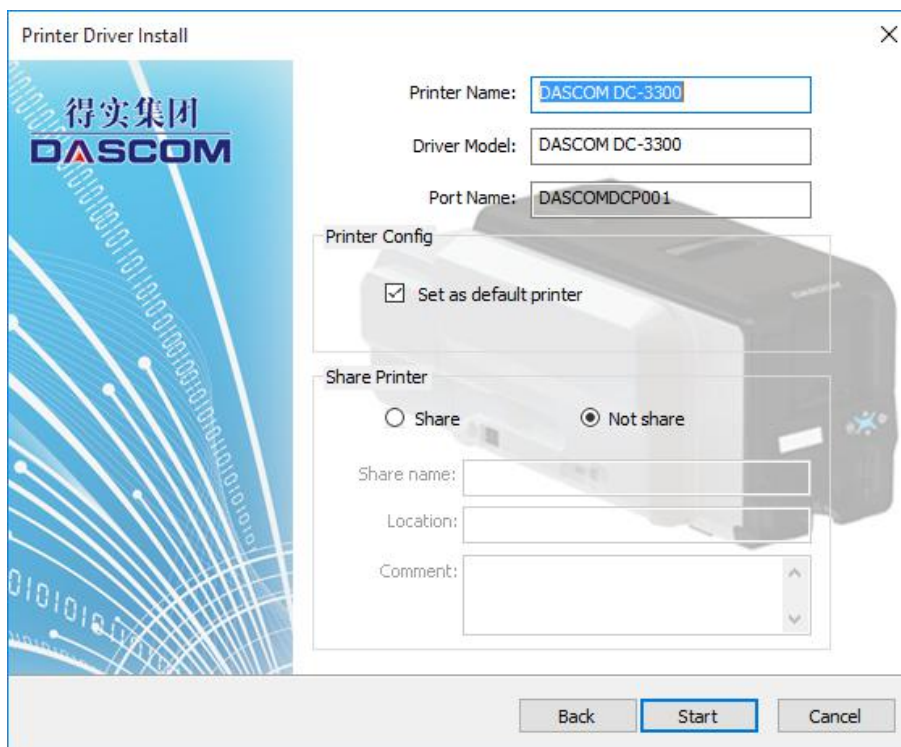 Printer Driver Install
得实集团
DASCOM
Printer Name: DASCOM DC-3300
Driver Model: DASCOM DC-3300
Port Name: DASCOMDCP001
Printer Config
Set as default printer
DASCOM
Share Printer
Share Not share
Share name:
Location:
Comment:
Back Start Cancel